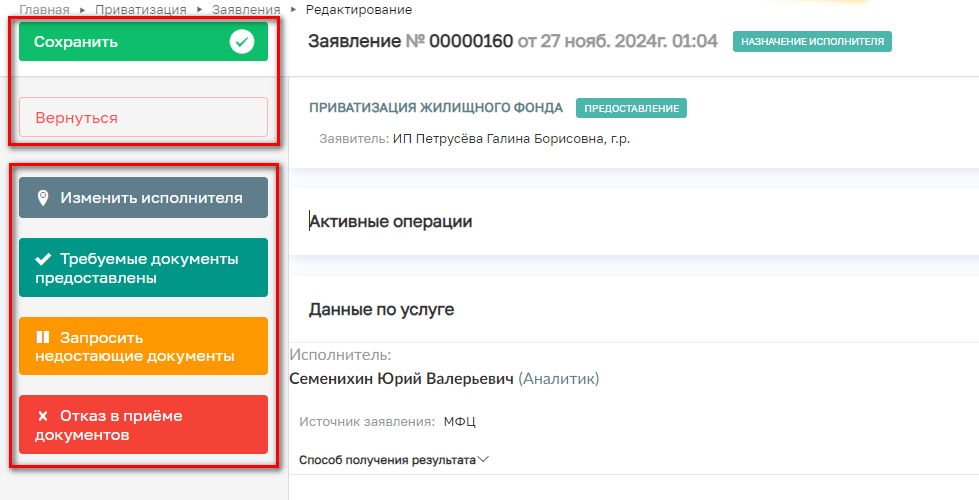 Главная ▸ Приватизация ▸ Заявления ▸ Редактирование
Сохранить
Вернуться
Изменить исполнителя
Требуемые документы
предоставлены
Запросить
недостающие документы
Отказ в приёме
документов
Заявление № 00000160 от 27 нояб. 2024г. 01:04 НАЗНАЧЕНИЕ ИСПОЛНИТЕЛЯ
ПРИВАТИЗАЦИЯ ЖИЛИЩНОГО ФОНДА ПРЕДОСТАВЛЕНИЕ
Заявитель: ИП Петрусёва Галина Борисовна, г.р.
Активные операции
Данные по услуге
Исполнитель:
Семенихин Юрий Валерьевич (Аналитик)
Источник заявления: МФЦ
Способ получения результата